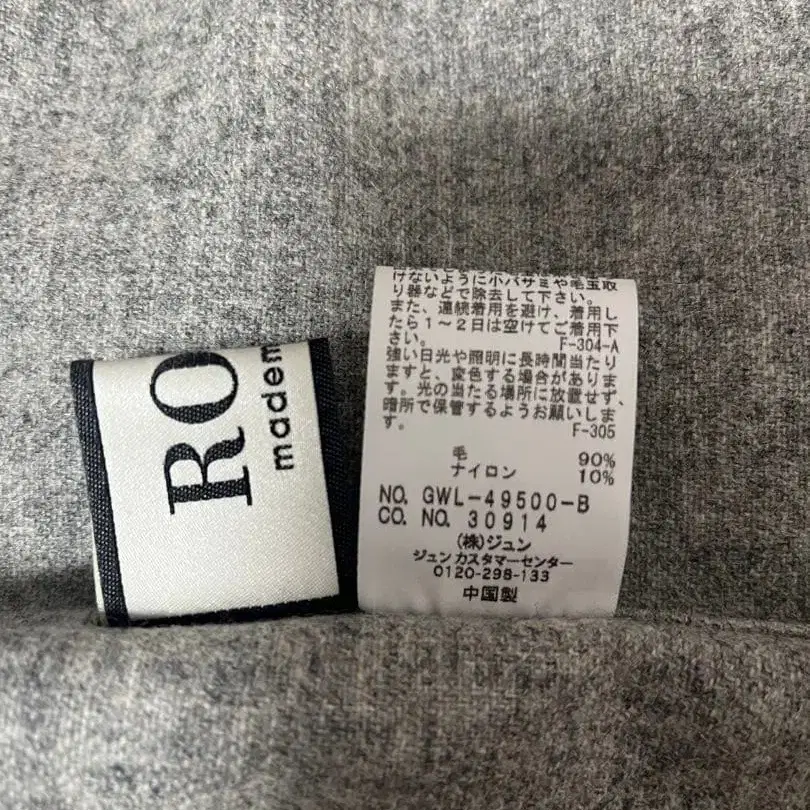 RO
madem
けないように小バサミや毛玉取
り器などで除去して下さい。
また、連続着用を避け、着用し
たら1〜2日は空けてご着用下
さい。
F-304-A
強い日光や照明に長時間当たり
ますと、変色する場合がありま
す。光の当たる場所に放置せず、
暗所で保管するようお願いしま
す。
F-305
毛 90%
ナイロン 10%
NO. GWL-49500-B
CO. NO. 30914
(株)ジュン
ジュン カスタマーセンター
0120-298-133
中国製